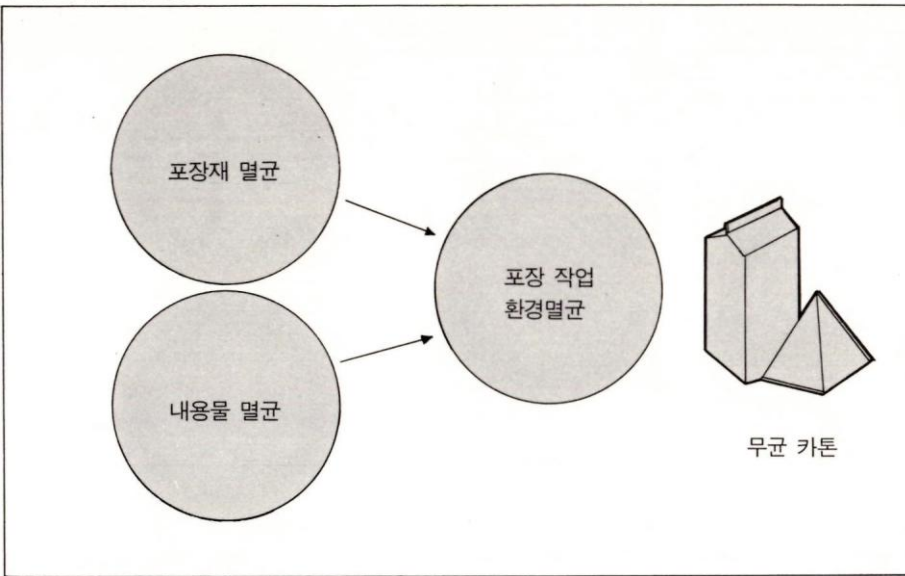 포장재 멸균
포장 작업
환경멸균
내용물 멸균
무균 카톤